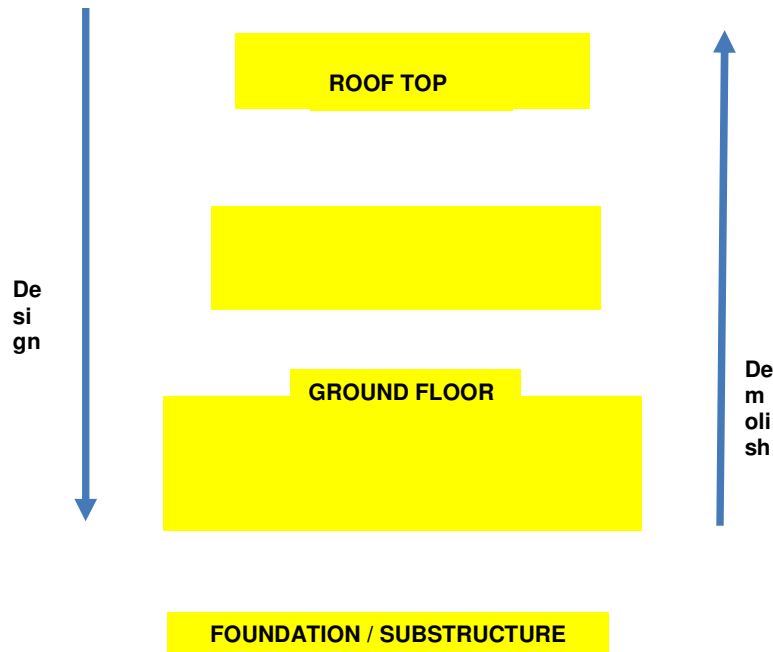 ROOF TOP
De
si
gn
GROUND FLOOR
De
m
oli
sh
FOUNDATION / SUBSTRUCTURE